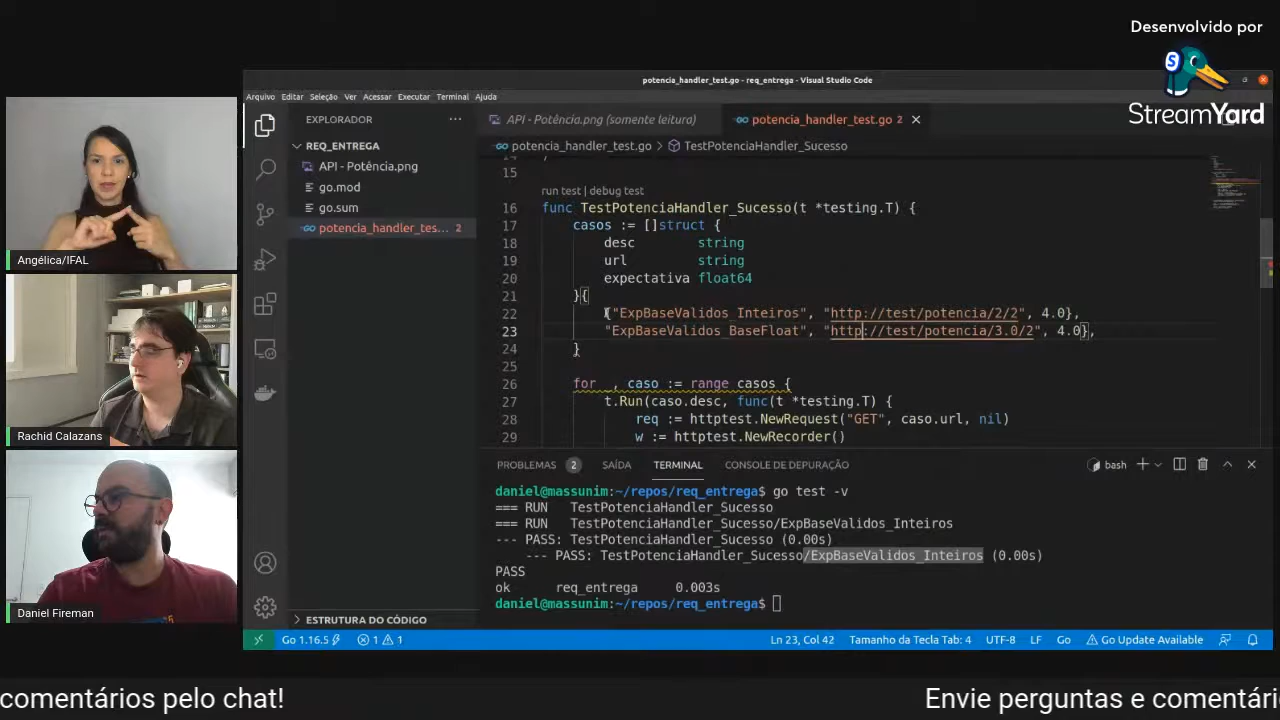 Desenvolvido por
StreamYard
potencia_handler_test.go - req_entrega - Visual Studio Code
Arquivo Editar Seleção Ver Acessar Executar Terminal Ajuda
EXPLORADOR
REQ_ENTREGA
API - Potência.png
go.mod
go.sum
potencia_handler_tes... 2
ESTRUTURA DO CÓDIGO
API - Potência.png (somente leitura)
potencia_handler_test.go 2
potencia_handler_test.go > TestPotenciaHandler_Sucesso
15
run test | debug test
16 func TestPotenciaHandler_Sucesso(t *testing.T) {
17 casos := []struct {
18 desc string
19 url string
20 expectativa float64
21 }{
22 {"ExpBaseValidos_Inteiros", "http://test/potencia/2/2", 4.0},
23 "ExpBaseValidos_BaseFloat", "http://test/potencia/3.0/2", 4.0},
24 }
25
26 for _, caso := range casos {
27 t.Run(caso.desc, func(t *testing.T) {
28 req := httptest.NewRequest("GET", caso.url, nil)
29 w := httptest.NewRecorder()
PROBLEMAS 2 SAÍDA TERMINAL CONSOLE DE DEPURAÇÃO bash
daniel@massunim:~/repos/req_entrega$ go test -v
=== RUN TestPotenciaHandler_Sucesso
=== RUN TestPotenciaHandler_Sucesso/ExpBaseValidos_Inteiros
--- PASS: TestPotenciaHandler_Sucesso (0.00s)
--- PASS: TestPotenciaHandler_Sucesso/ExpBaseValidos_Inteiros (0.00s)
PASS
ok req_entrega 0.003s
daniel@massunim:~/repos/req_entrega$
Go 1.16.5 1 1 Ln 23, Col 42 Tamanho da Tecla Tab: 4 UTF-8 LF Go Go Update Available
Angélica/IFAL
Rachid Calazans
Daniel Fireman
comentários pelo chat! Envie perguntas e comentári